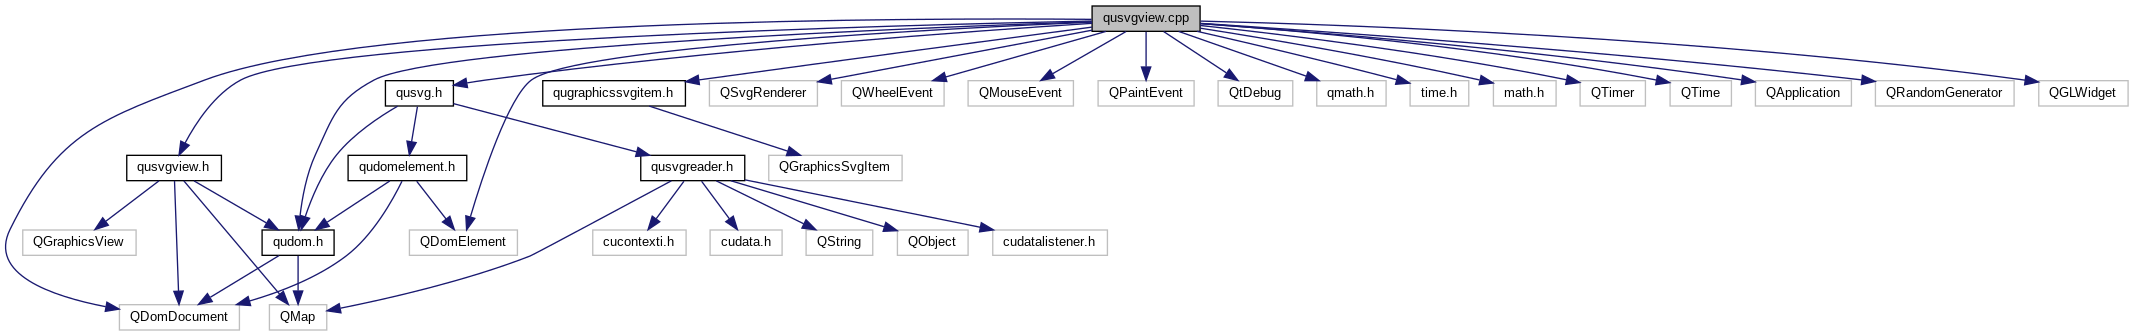 qusvgview.cpp
qusvg.h
qugraphicssvgitem.h
QSvgRenderer
QWheelEvent
QMouseEvent
QPaintEvent
QtDebug
qmath.h
time.h
math.h
QTimer
QTime
QApplication
QRandomGenerator
QGLWidget
qusvgview.h
qudomelement.h
qusvgreader.h
QGraphicsSvgItem
QGraphicsView
qudom.h
QDomElement
cucontexti.h
cudata.h
QString
QObject
cudatalistener.h
QDomDocument
QMap